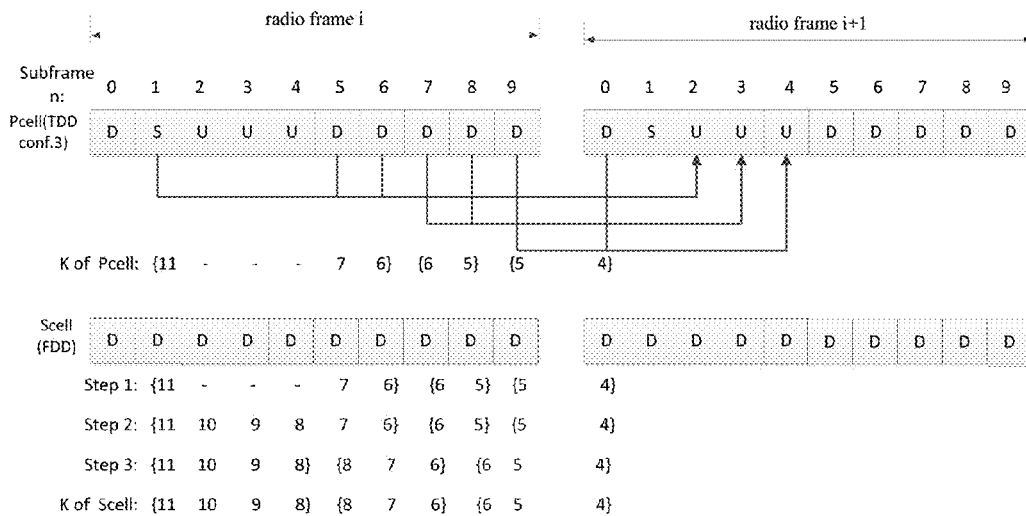 radio frame i radio frame i+1
Subframe n: 0 1 2 3 4 5 6 7 8 9 0 1 2 3 4 5 6 7 8 9
Pcell(TDD conf.3) D S U U U D D D D D D S U U U D D D D D
K of Pcell: {11 - - - 7 6} {6 5} {5 4}
Scell (FDD) D D D D D D D D D D D D D D D D D D D D
Step 1: {11 - - - 7 6} {6 5} {5 4}
Step 2: {11 10 9 8 7 6} {6 5} {5 4}
Step 3: {11 10 9 8} {8 7 6} {6 5 4}
K of Scell: {11 10 9 8} {8 7 6} {6 5 4}